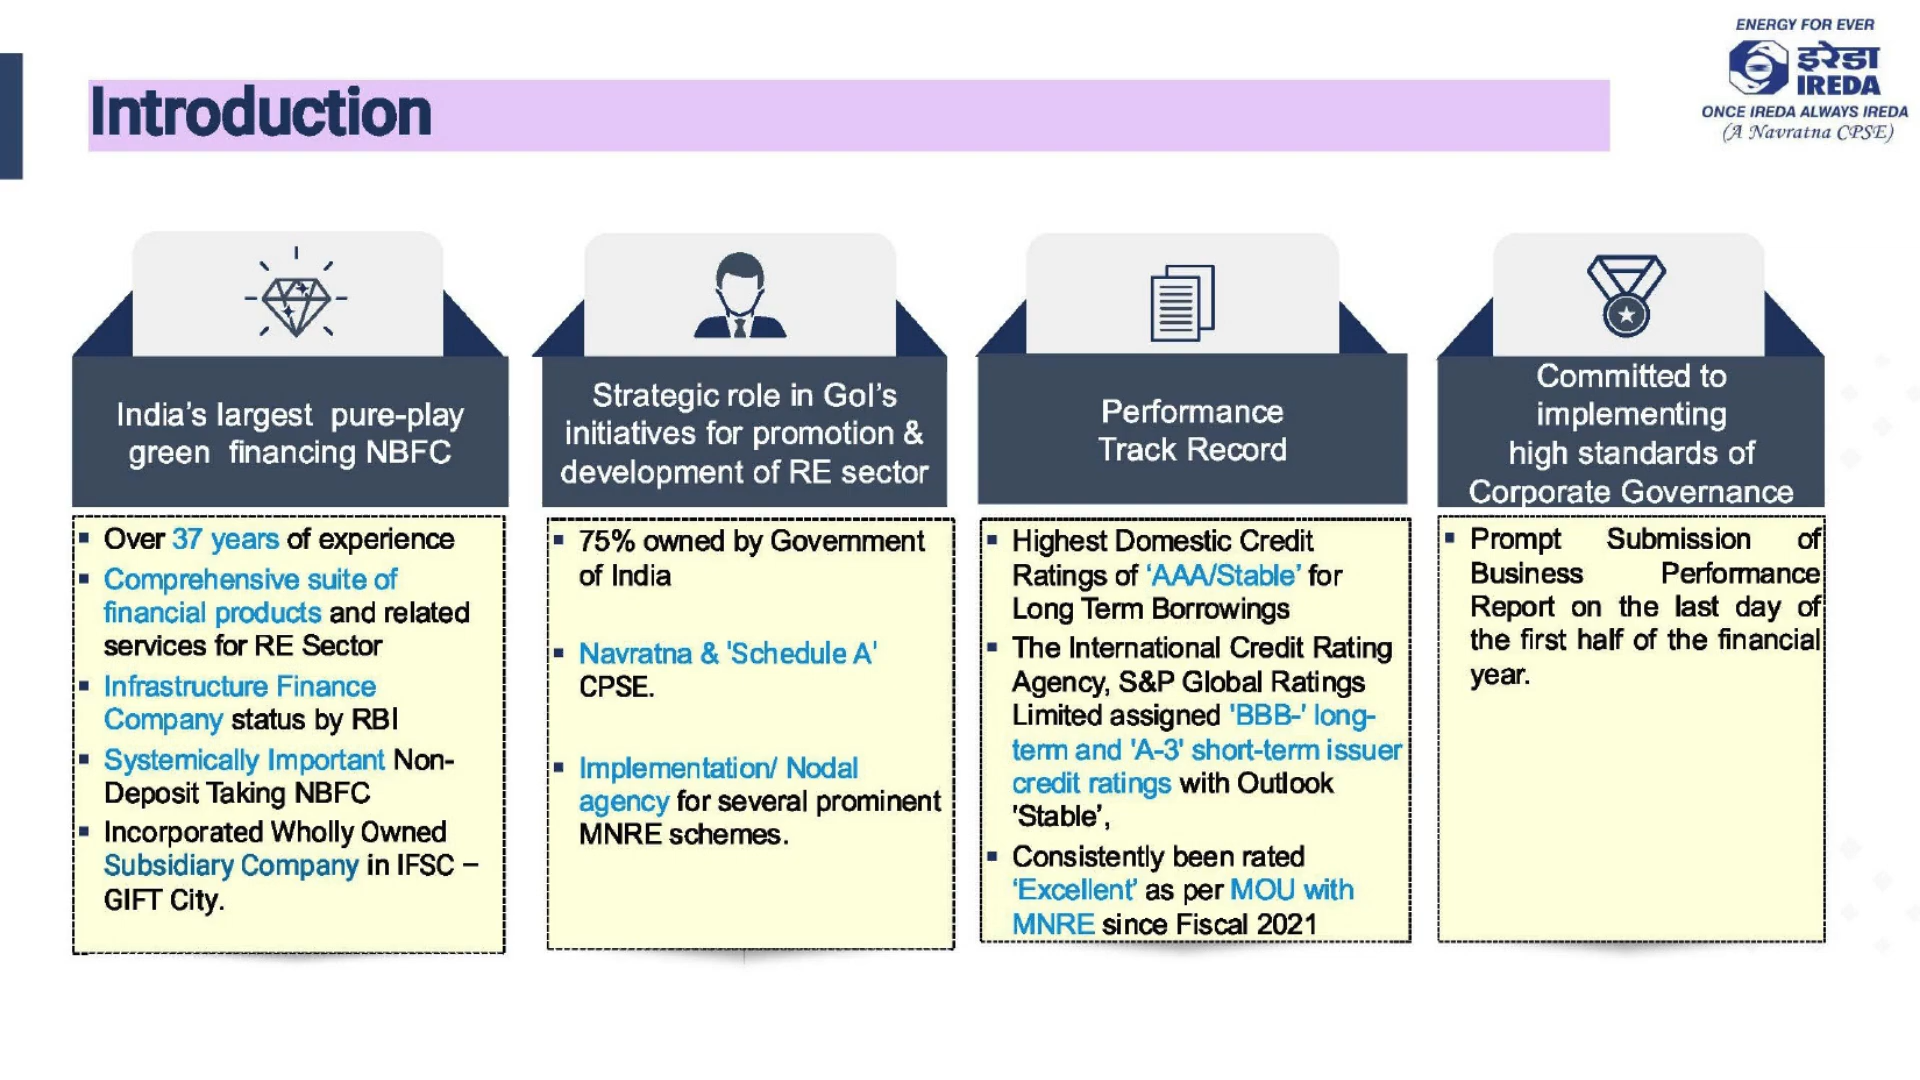 ENERGY FOR EVER
इरेडा
IREDA
ONCE IREDA ALWAYS IREDA
(A Navratna CPSE)
Introduction
India's largest pure-play
green financing NBFC
▪ Over 37 years of experience
▪ Comprehensive suite of
financial products and related
services for RE Sector
▪ Infrastructure Finance
Company status by RBI
▪ Systemically Important Non-
Deposit Taking NBFC
▪ Incorporated Wholly Owned
Subsidiary Company in IFSC –
GIFT City.
Strategic role in GoI's
initiatives for promotion &
development of RE sector
▪ 75% owned by Government
of India
▪ Navratna & 'Schedule A'
CPSE.
▪ Implementation/ Nodal
agency for several prominent
MNRE schemes.
Performance
Track Record
▪ Highest Domestic Credit
Ratings of ‘AAA/Stable’ for
Long Term Borrowings
▪ The International Credit Rating
Agency, S&P Global Ratings
Limited assigned 'BBB-’ long-
term and 'A-3' short-term issuer
credit ratings with Outlook
'Stable’,
▪ Consistently been rated
‘Excellent’ as per MOU with
MNRE since Fiscal 2021
Committed to
implementing
high standards of
Corporate Governance
▪ Prompt Submission of
Business Performance
Report on the last day of
the first half of the financial
year.